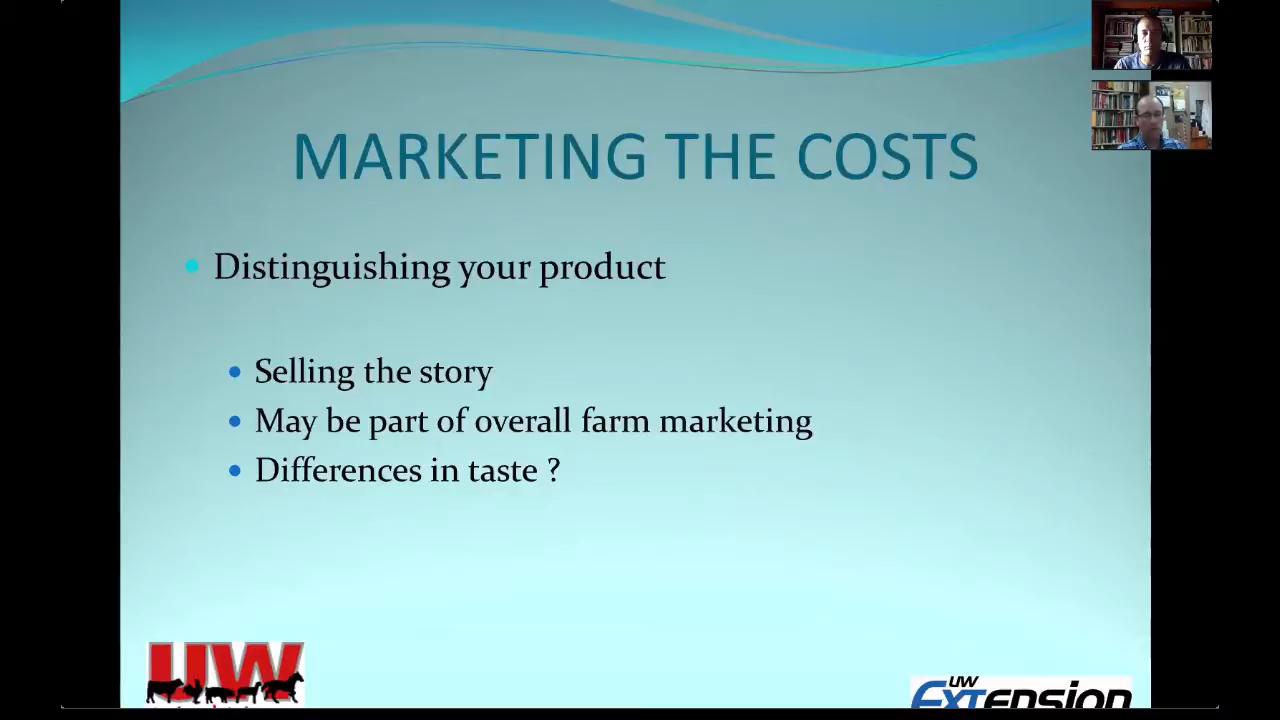 MARKETING THE COSTS
Distinguishing your product
Selling the story
May be part of overall farm marketing
Differences in taste ?
UW
UW
Extension